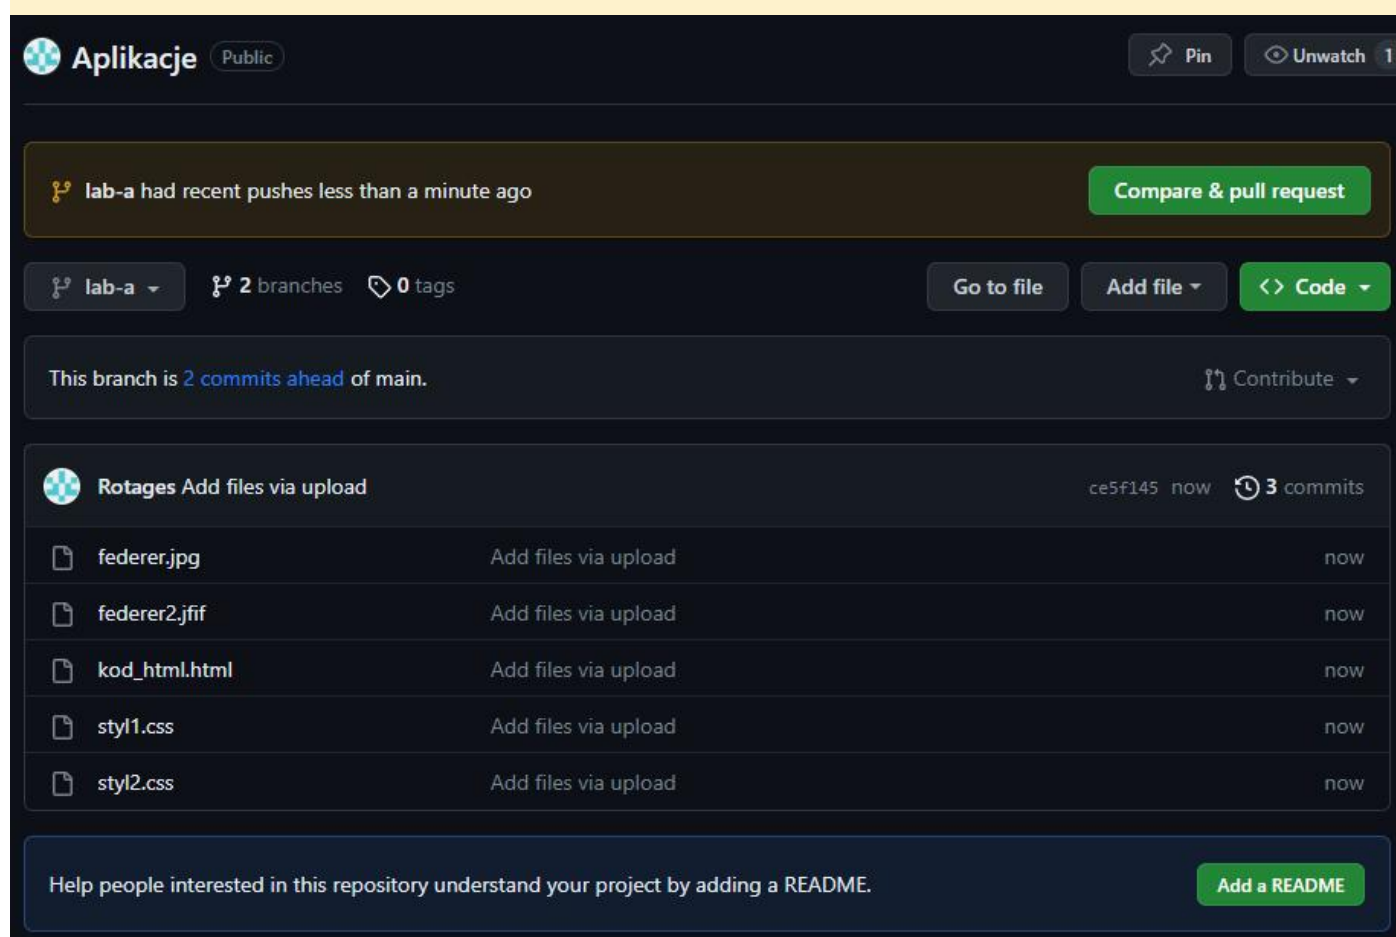 Aplikacje Public Pin Unwatch 1
lab-a had recent pushes less than a minute ago Compare & pull request
lab-a 2 branches 0 tags Go to file Add file <> Code
This branch is 2 commits ahead of main. Contribute
Rotages Add files via upload ce5f145 now 3 commits
federer.jpg Add files via upload now
federer2.jfif Add files via upload now
kod_html.html Add files via upload now
styl1.css Add files via upload now
styl2.css Add files via upload now
Help people interested in this repository understand your project by adding a README. Add a README